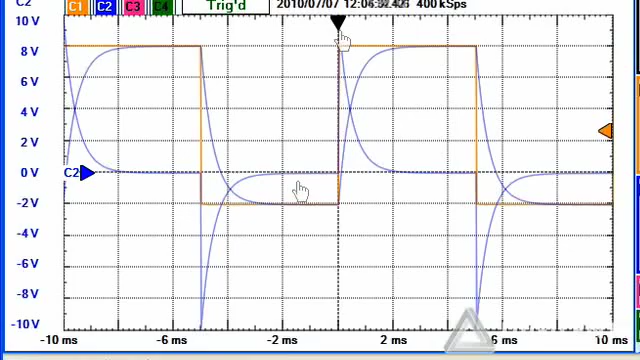 C2 C1 C2 C3 C4 Trig'd 2010/07/07 400 kSps
10 V
8 V
6 V
4 V
2 V
C2 0 V
-2 V
-4 V
-6 V
-8 V
-10 V
-10 ms -6 ms -2 ms 2 ms 6 ms 10 ms